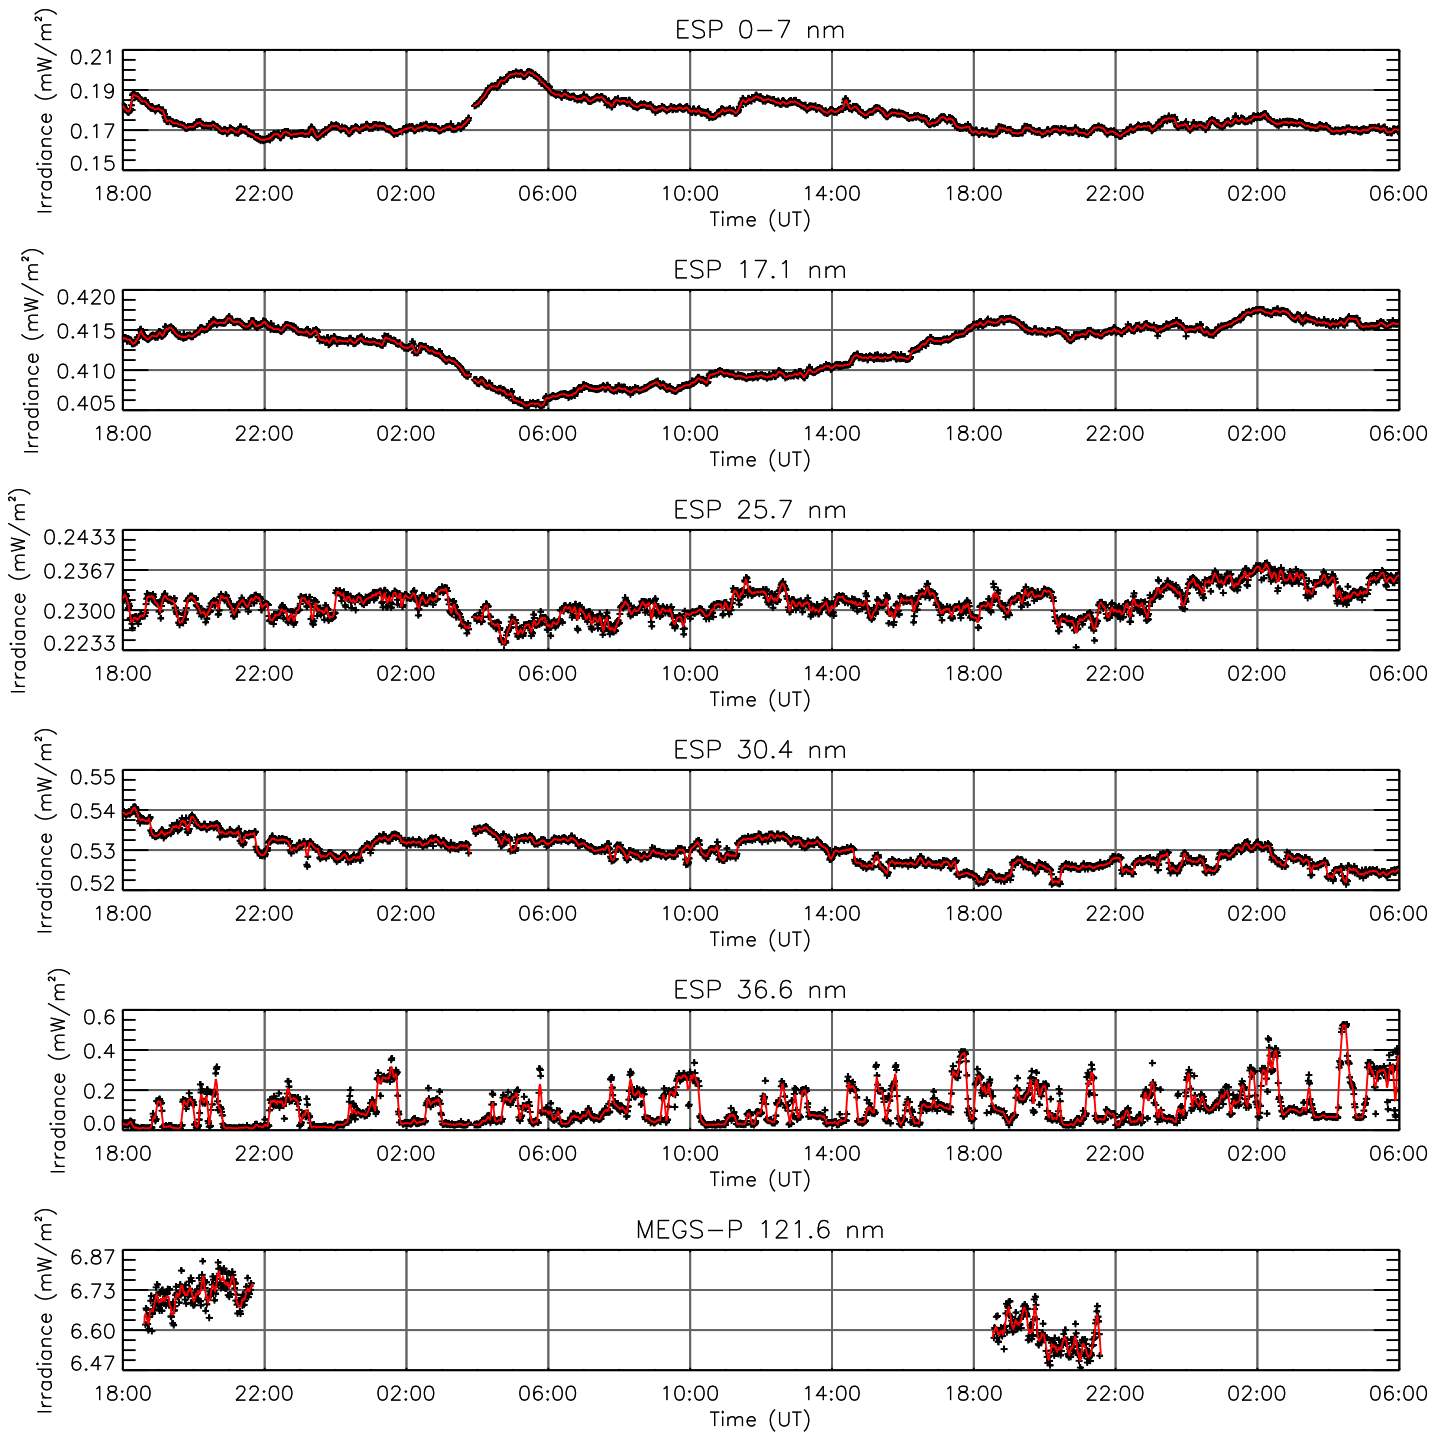 ESP 0-7 nm
Irradiance (mW/m²)
0.21
0.19
0.17
0.15
18:00 22:00 02:00 06:00 10:00 14:00 18:00 22:00 02:00 06:00
Time (UT)
ESP 17.1 nm
Irradiance (mW/m²)
0.420
0.415
0.410
0.405
18:00 22:00 02:00 06:00 10:00 14:00 18:00 22:00 02:00 06:00
Time (UT)
ESP 25.7 nm
Irradiance (mW/m²)
0.2433
0.2367
0.2300
0.2233
18:00 22:00 02:00 06:00 10:00 14:00 18:00 22:00 02:00 06:00
Time (UT)
ESP 30.4 nm
Irradiance (mW/m²)
0.55
0.54
0.53
0.52
18:00 22:00 02:00 06:00 10:00 14:00 18:00 22:00 02:00 06:00
Time (UT)
ESP 36.6 nm
Irradiance (mW/m²)
0.6
0.4
0.2
0.0
18:00 22:00 02:00 06:00 10:00 14:00 18:00 22:00 02:00 06:00
Time (UT)
MEGS-P 121.6 nm
Irradiance (mW/m²)
6.87
6.73
6.60
6.47
18:00 22:00 02:00 06:00 10:00 14:00 18:00 22:00 02:00 06:00
Time (UT)